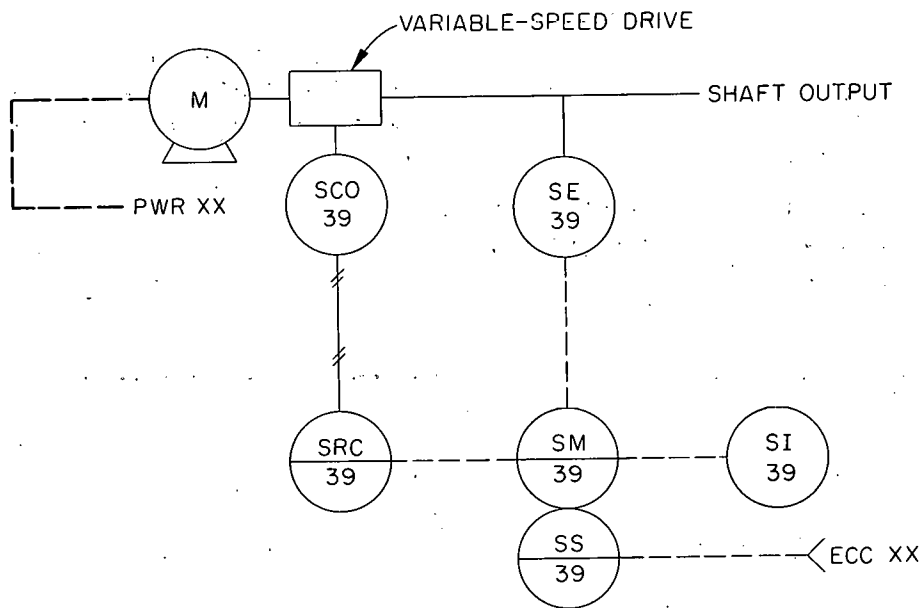 VARIABLE-SPEED DRIVE
M
SHAFT OUTPUT
PWR XX
SCO
39
SE
39
SRC
39
SM
39
SI
39
SS
39
ECC XX